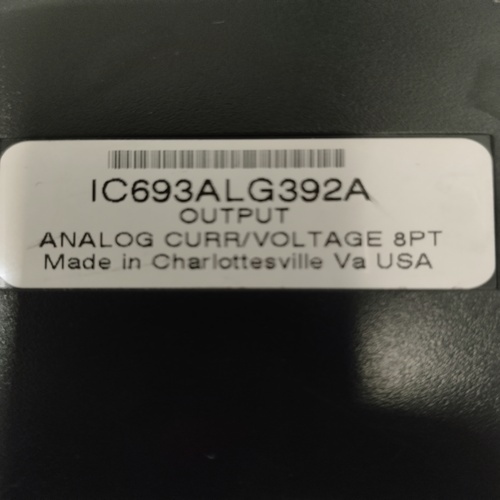 IC693ALG392A
OUTPUT
ANALOG CURR/VOLTAGE 8PT
Made in Charlottesville Va USA